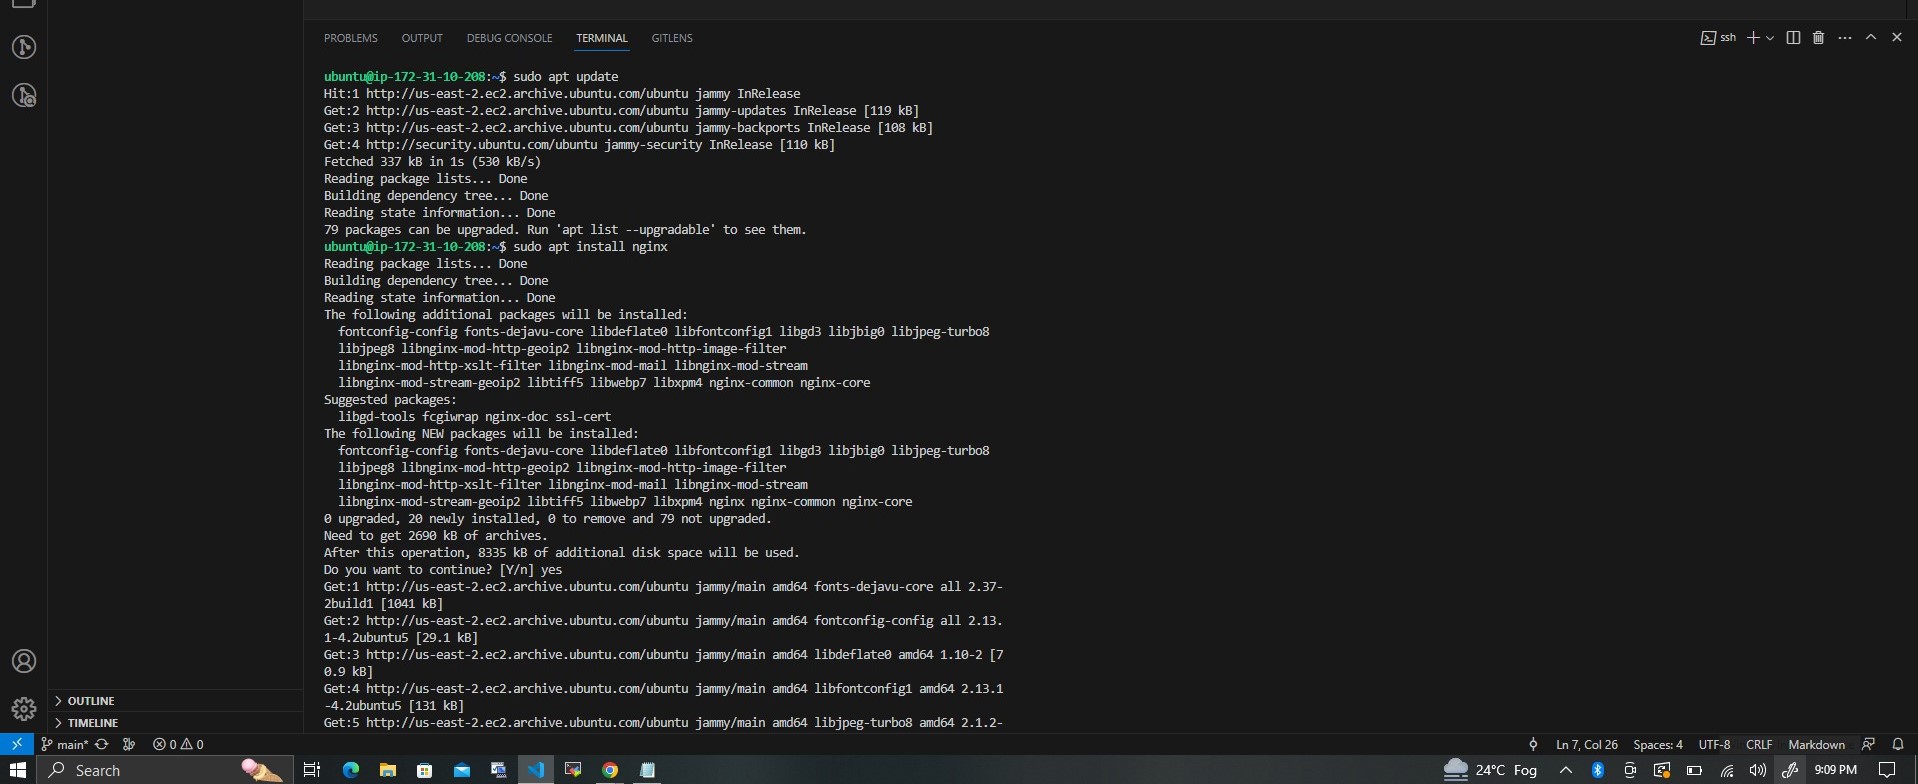 PROBLEMS OUTPUT DEBUG CONSOLE TERMINAL GITLENS ssh
ubuntu@ip-172-31-10-208:~$ sudo apt update
Hit:1 http://us-east-2.ec2.archive.ubuntu.com/ubuntu jammy InRelease
Get:2 http://us-east-2.ec2.archive.ubuntu.com/ubuntu jammy-updates InRelease [119 kB]
Get:3 http://us-east-2.ec2.archive.ubuntu.com/ubuntu jammy-backports InRelease [108 kB]
Get:4 http://security.ubuntu.com/ubuntu jammy-security InRelease [110 kB]
Fetched 337 kB in 1s (530 kB/s)
Reading package lists... Done
Building dependency tree... Done
Reading state information... Done
79 packages can be upgraded. Run 'apt list --upgradable' to see them.
ubuntu@ip-172-31-10-208:~$ sudo apt install nginx
Reading package lists... Done
Building dependency tree... Done
Reading state information... Done
The following additional packages will be installed:
fontconfig-config fonts-dejavu-core libdeflate0 libfontconfig1 libgd3 libjbig0 libjpeg-turbo8
libjpeg8 libnginx-mod-http-geoip2 libnginx-mod-http-image-filter
libnginx-mod-http-xslt-filter libnginx-mod-mail libnginx-mod-stream
libnginx-mod-stream-geoip2 libtiff5 libwebp7 libxpm4 nginx-common nginx-core
Suggested packages:
libgd-tools fcgiwrap nginx-doc ssl-cert
The following NEW packages will be installed:
fontconfig-config fonts-dejavu-core libdeflate0 libfontconfig1 libgd3 libjbig0 libjpeg-turbo8
libjpeg8 libnginx-mod-http-geoip2 libnginx-mod-http-image-filter
libnginx-mod-http-xslt-filter libnginx-mod-mail libnginx-mod-stream
libnginx-mod-stream-geoip2 libtiff5 libwebp7 libxpm4 nginx nginx-common nginx-core
0 upgraded, 20 newly installed, 0 to remove and 79 not upgraded.
Need to get 2690 kB of archives.
After this operation, 8335 kB of additional disk space will be used.
Do you want to continue? [Y/n] yes
Get:1 http://us-east-2.ec2.archive.ubuntu.com/ubuntu jammy/main amd64 fonts-dejavu-core all 2.37-
2build1 [1041 kB]
Get:2 http://us-east-2.ec2.archive.ubuntu.com/ubuntu jammy/main amd64 fontconfig-config all 2.13.
1-4.2ubuntu5 [29.1 kB]
Get:3 http://us-east-2.ec2.archive.ubuntu.com/ubuntu jammy/main amd64 libdeflate0 amd64 1.10-2 [7
0.9 kB]
Get:4 http://us-east-2.ec2.archive.ubuntu.com/ubuntu jammy/main amd64 libfontconfig1 amd64 2.13.1
-4.2ubuntu5 [131 kB]
Get:5 http://us-east-2.ec2.archive.ubuntu.com/ubuntu jammy/main amd64 libjpeg-turbo8 amd64 2.1.2-
OUTLINE
TIMELINE
main* 0 0 Ln 7, Col 26 Spaces: 4 UTF-8 CRLF Markdown
Search 24°C Fog 9:09 PM